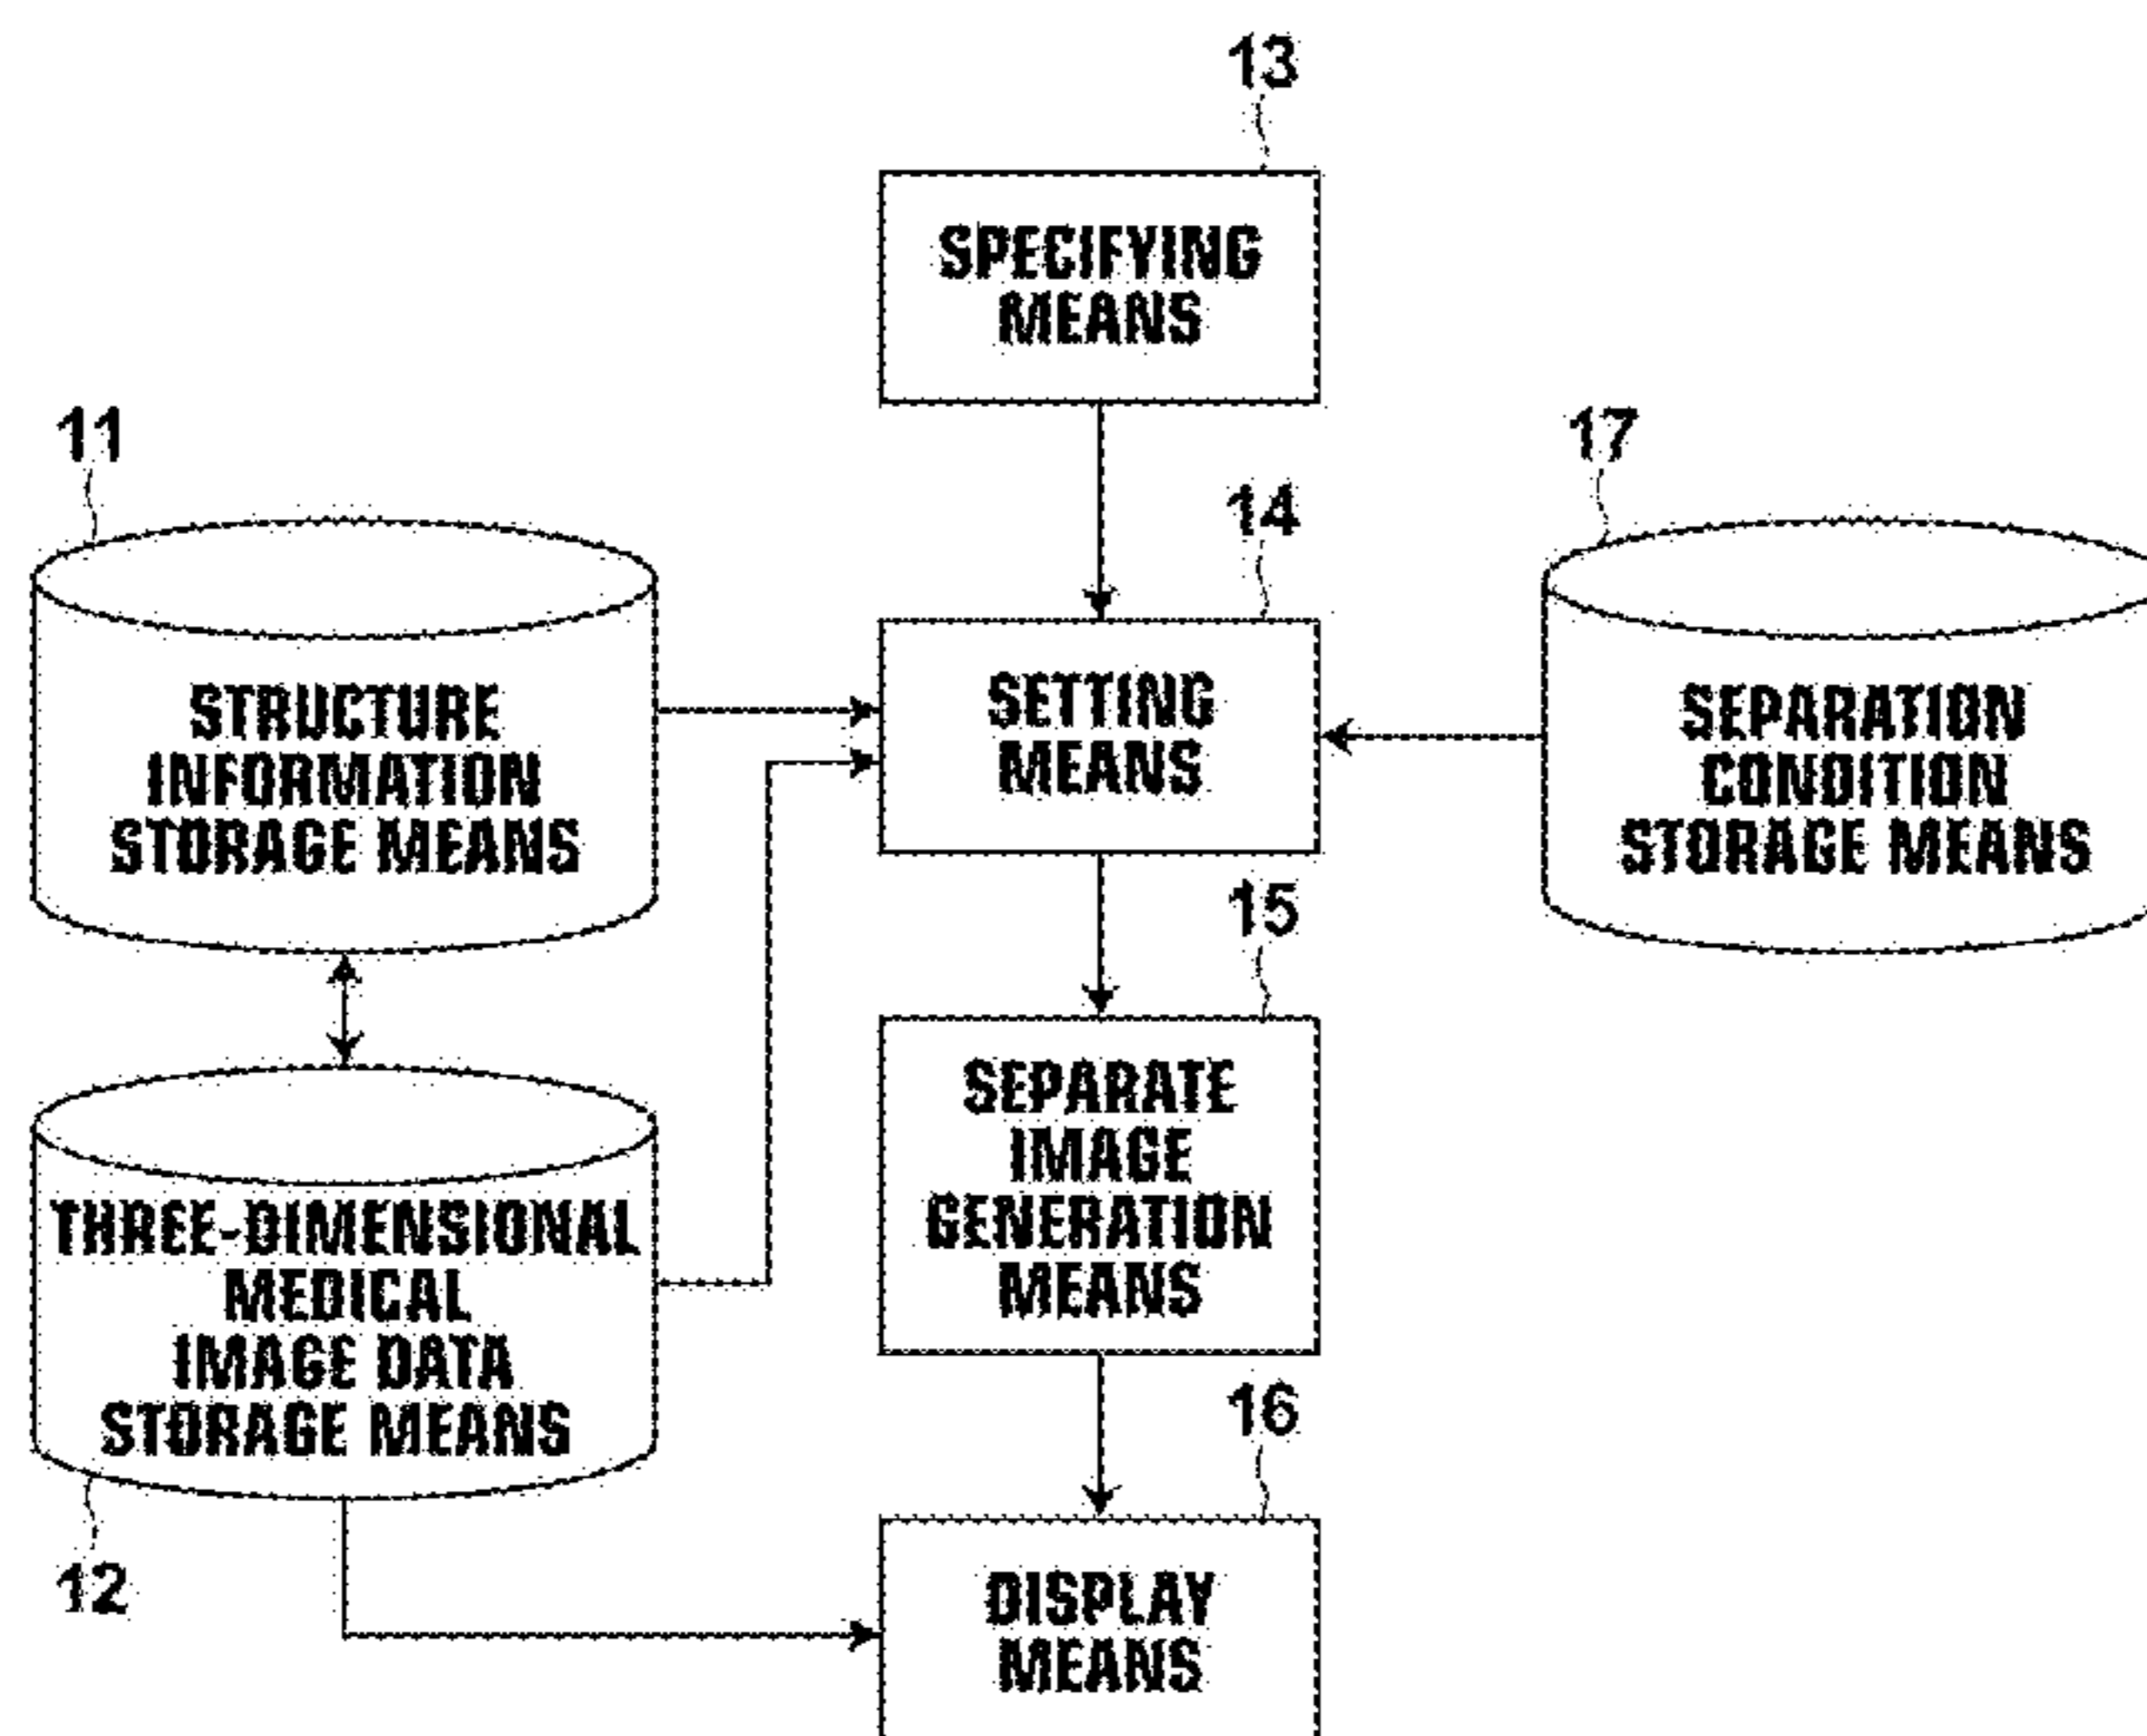 13
SPECIFYING
MEANS
11
17
14
STRUCTURE
INFORMATION
STORAGE MEANS
SETTING
MEANS
SEPARATION
CONDITION
STORAGE MEANS
15
SEPARATE
IMAGE
GENERATION
MEANS
THREE-DIMENSIONAL
MEDICAL
IMAGE DATA
STORAGE MEANS
12
16
DISPLAY
MEANS